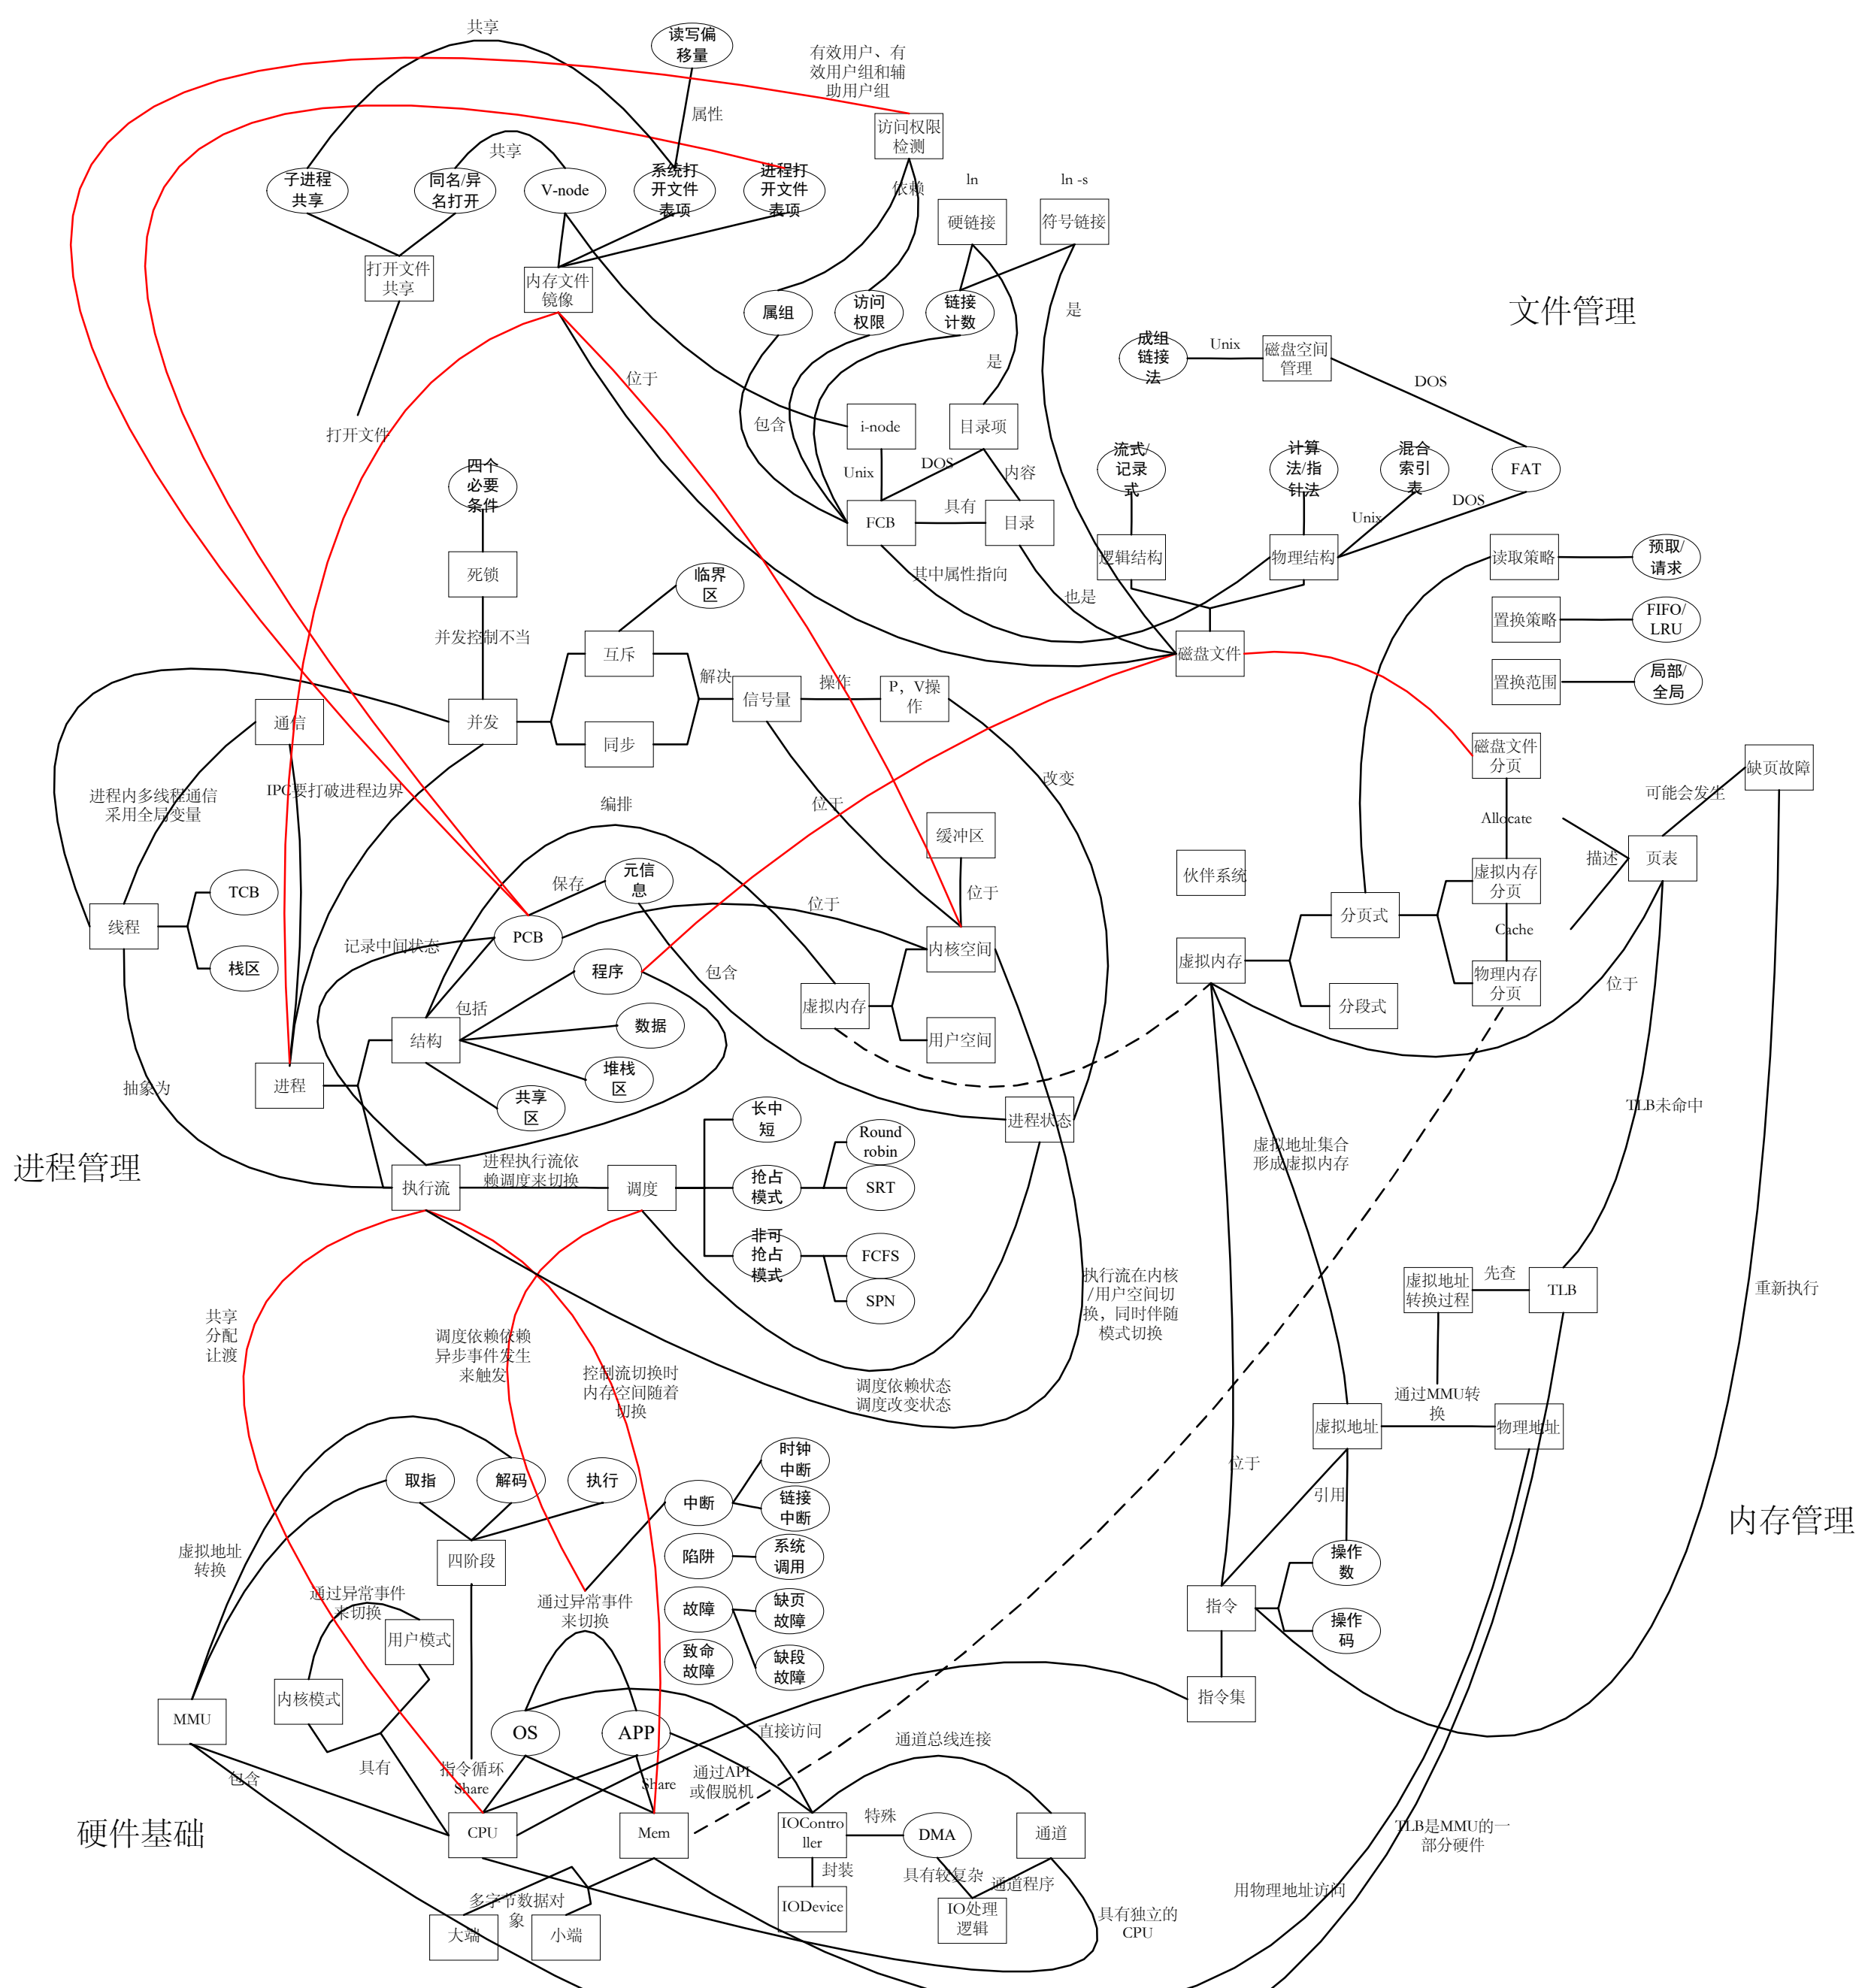 共享
读写偏
移量
有效用户、有
效用户组和辅
助用户组
属性
访问权限
检测
共享
子进程
共享
同名/异
名打开
V-node
系统打
开文件
表项
进程打
开文件
表项
依赖
ln
ln -s
硬链接
符号链接
打开文件
共享
内存文件
镜像
属组
访问
权限
链接
计数
是
文件管理
成组
链接
法
Unix
磁盘空间
管理
是
位于
DOS
打开文件
包含
i-node
目录项
四个
必要
条件
Unix
DOS
内容
流式/
记录
式
计算
法/指
针法
混合
索引
表
FAT
DOS
Unix
FCB
具有
目录
逻辑结构
物理结构
读取策略
预取/
请求
死锁
临界
区
其中属性指向
也是
置换策略
FIFO/
LRU
并发控制不当
互斥
磁盘文件
置换范围
局部/
全局
解决
信号量
操作
P，V操
作
通信
并发
同步
磁盘文件
分页
缺页故障
改变
进程内多线程通信
采用全局变量
IPC要打破进程边界
编排
位于
可能会发生
Allocate
缓冲区
描述
页表
伙伴系统
虚拟内存
分页
TCB
保存
元信
息
位于
位于
线程
分页式
Cache
记录中间状态
PCB
内核空间
栈区
程序
包含
虚拟内存
物理内存
分页
位于
包括
虚拟内存
分段式
结构
数据
用户空间
进程
堆栈
区
抽象为
共享
区
长中
短
进程状态
TLB未命中
Round
robin
虚拟地址集合
形成虚拟内存
进程管理
进程执行流依
赖调度来切换
执行流
调度
抢占
模式
SRT
非可
抢占
模式
FCFS
SPN
执行流在内核
/用户空间切
换，同时伴随
模式切换
虚拟地址
转换过程
先查
TLB
重新执行
共享
分配
让渡
调度依赖依赖
异步事件发生
来触发
控制流切换时
内存空间随着
切换
调度依赖状态
调度改变状态
通过MMU转
换
虚拟地址
物理地址
时钟
中断
位于
取指
解码
执行
中断
链接
中断
引用
内存管理
虚拟地址
转换
四阶段
陷阱
系统
调用
操作
数
通过异常事件
来切换
通过异常事件
来切换
故障
缺页
故障
指令
用户模式
操作
码
致命
故障
缺段
故障
内核模式
指令集
MMU
OS
APP
直接访问
通道总线连接
包含
具有
指令循环
Share
Share
通过API
或假脱机
硬件基础
CPU
Mem
IOContro
ller
特殊
DMA
通道
TLB是MMU的一
部分硬件
封装
具有较复杂
通道程序
用物理地址访问
多字节数据对
象
IODevice
IO处理
逻辑
具有独立的
CPU
大端
小端